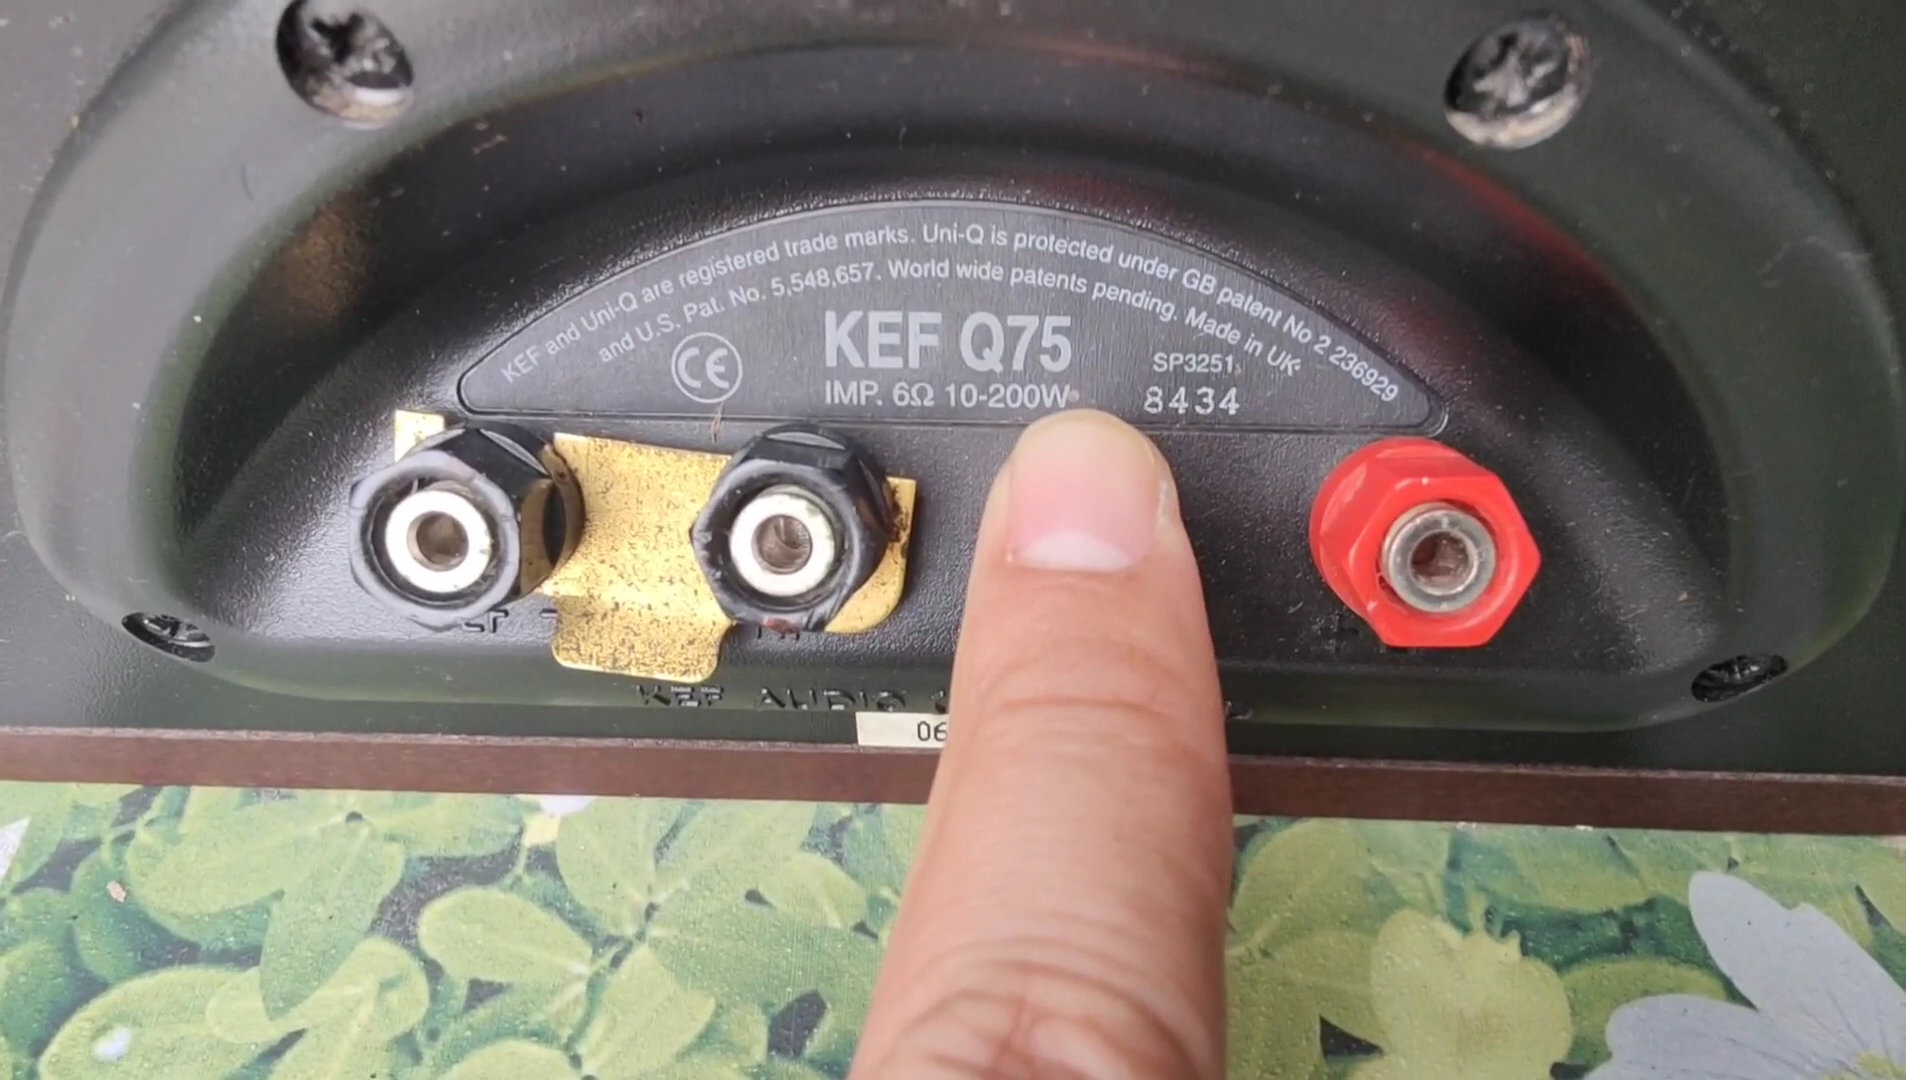 KEF and Uni-Q are registered trade marks. Uni-Q is protected under GB patent No 2 236929
and U.S. Pat. No. 5,548,657. World wide patents pending. Made in UK
CE
KEF Q75
SP3251
IMP. 6Ω 10-200W
8434
+
KEF AUDIO
06